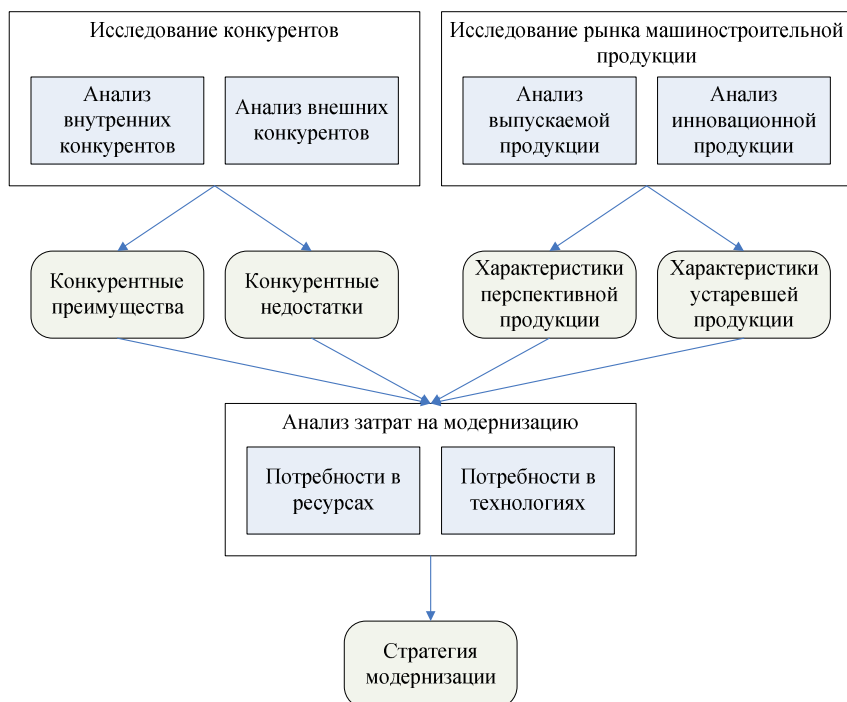 Исследование конкурентов
Анализ
внутренних
конкурентов
Анализ внешних
конкурентов
Исследование рынка машиностроительной
продукции
Анализ
выпускаемой
продукции
Анализ
инновационной
продукции
Конкурентные
преимущества
Конкурентные
недостатки
Характеристики
перспективной
продукции
Характеристики
устаревшей
продукции
Анализ затрат на модернизацию
Потребности в
ресурсах
Потребности в
технологиях
Стратегия
модернизации